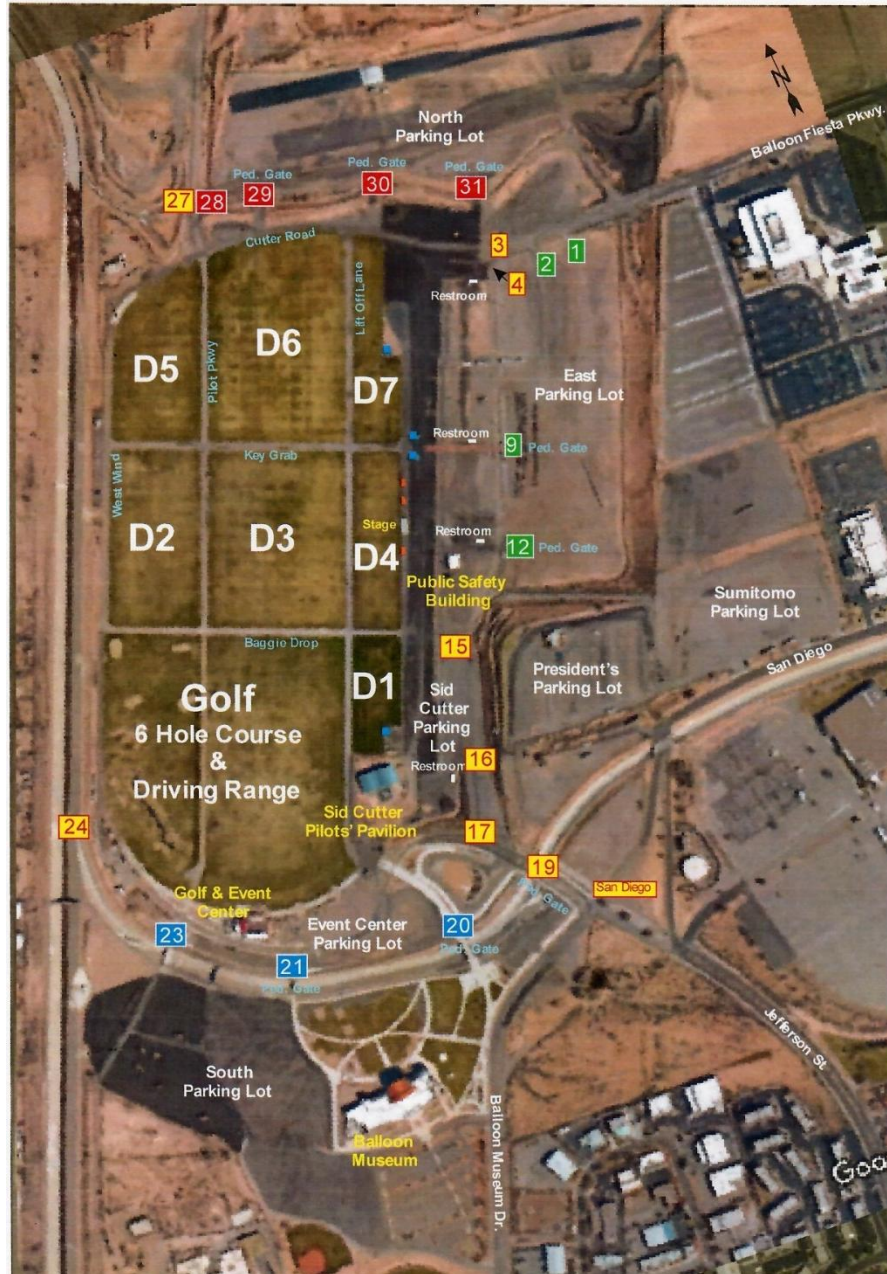 N
North
Parking Lot
Balloon Fiesta Pkwy.
Ped. Gate
Ped. Gate
Ped. Gate
27
28
29
30
31
Cutter Road
3
2
1
4
Restroom
Lift Off Lane
Pilot Pkwy
D5
D6
D7
East
Parking Lot
Restroom
9
Ped. Gate
Key Grab
West Wind
D2
D3
D4
Stage
Restroom
12
Ped. Gate
Public Safety
Building
Sumitomo
Parking Lot
Baggie Drop
15
San Diego
President's
Parking Lot
D1
Sid
Cutter
Parking
Lot
Golf
6 Hole Course
&
Driving Range
16
Restroom
Sid Cutter
Pilots' Pavilion
17
24
19
Ped. Gate
San Diego
Golf & Event
Center
Event Center
Parking Lot
20
Ped. Gate
23
21
Ped. Gate
Jefferson St
South
Parking Lot
Balloon Museum Dr.
Balloon
Museum
Goo